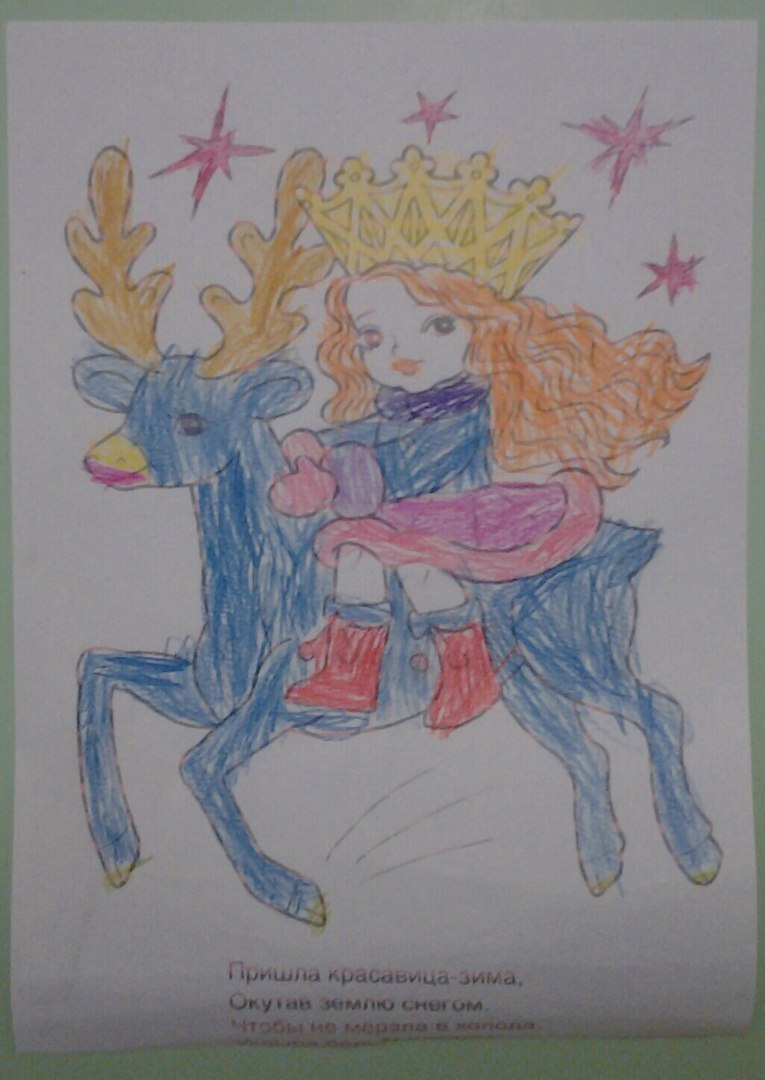 Пришла красавица-зима,
Окутав землю снегом.
Чтобы не мерзла в холода,